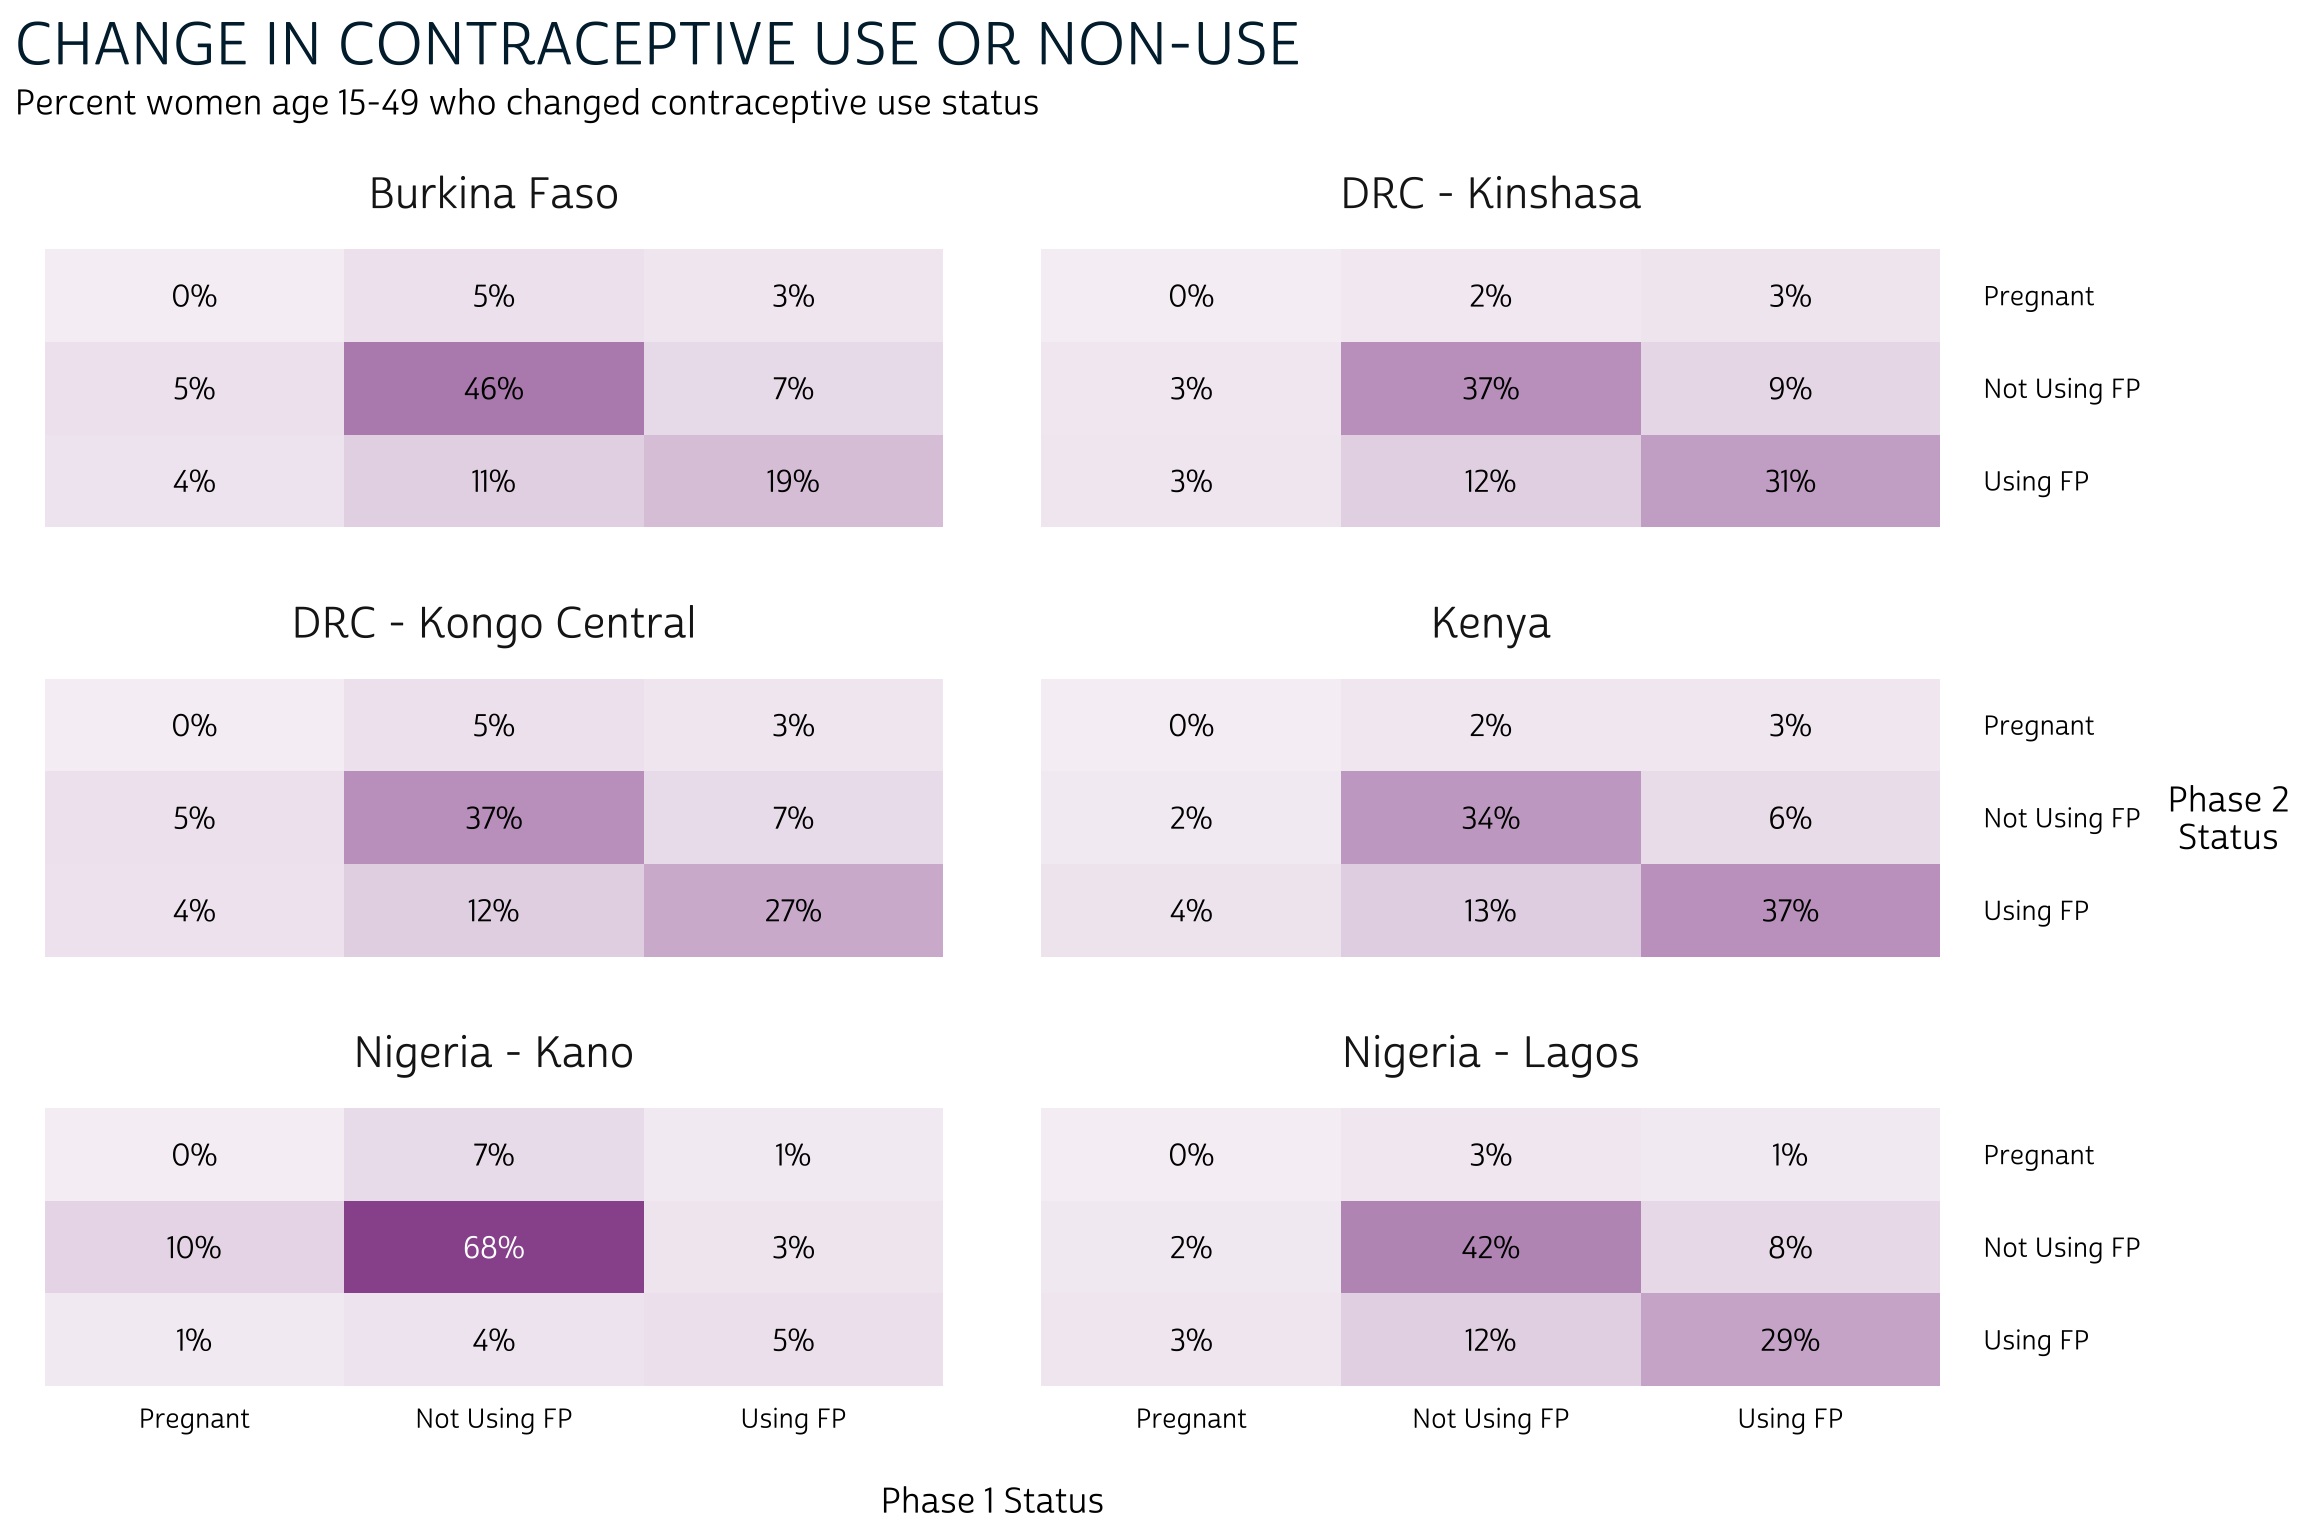 CHANGE IN CONTRACEPTIVE USE OR NON-USE
Percent women age 15-49 who changed contraceptive use status
Burkina Faso
0% 5% 3%
5% 46% 7%
4% 11% 19%
DRC - Kinshasa
0% 2% 3% Pregnant
3% 37% 9% Not Using FP
3% 12% 31% Using FP
DRC - Kongo Central
0% 5% 3%
5% 37% 7%
4% 12% 27%
Kenya
0% 2% 3% Pregnant
2% 34% 6% Not Using FP
4% 13% 37% Using FP
Phase 2
Status
Nigeria - Kano
0% 7% 1%
10% 68% 3%
1% 4% 5%
Pregnant Not Using FP Using FP
Nigeria - Lagos
0% 3% 1% Pregnant
2% 42% 8% Not Using FP
3% 12% 29% Using FP
Pregnant Not Using FP Using FP
Phase 1 Status